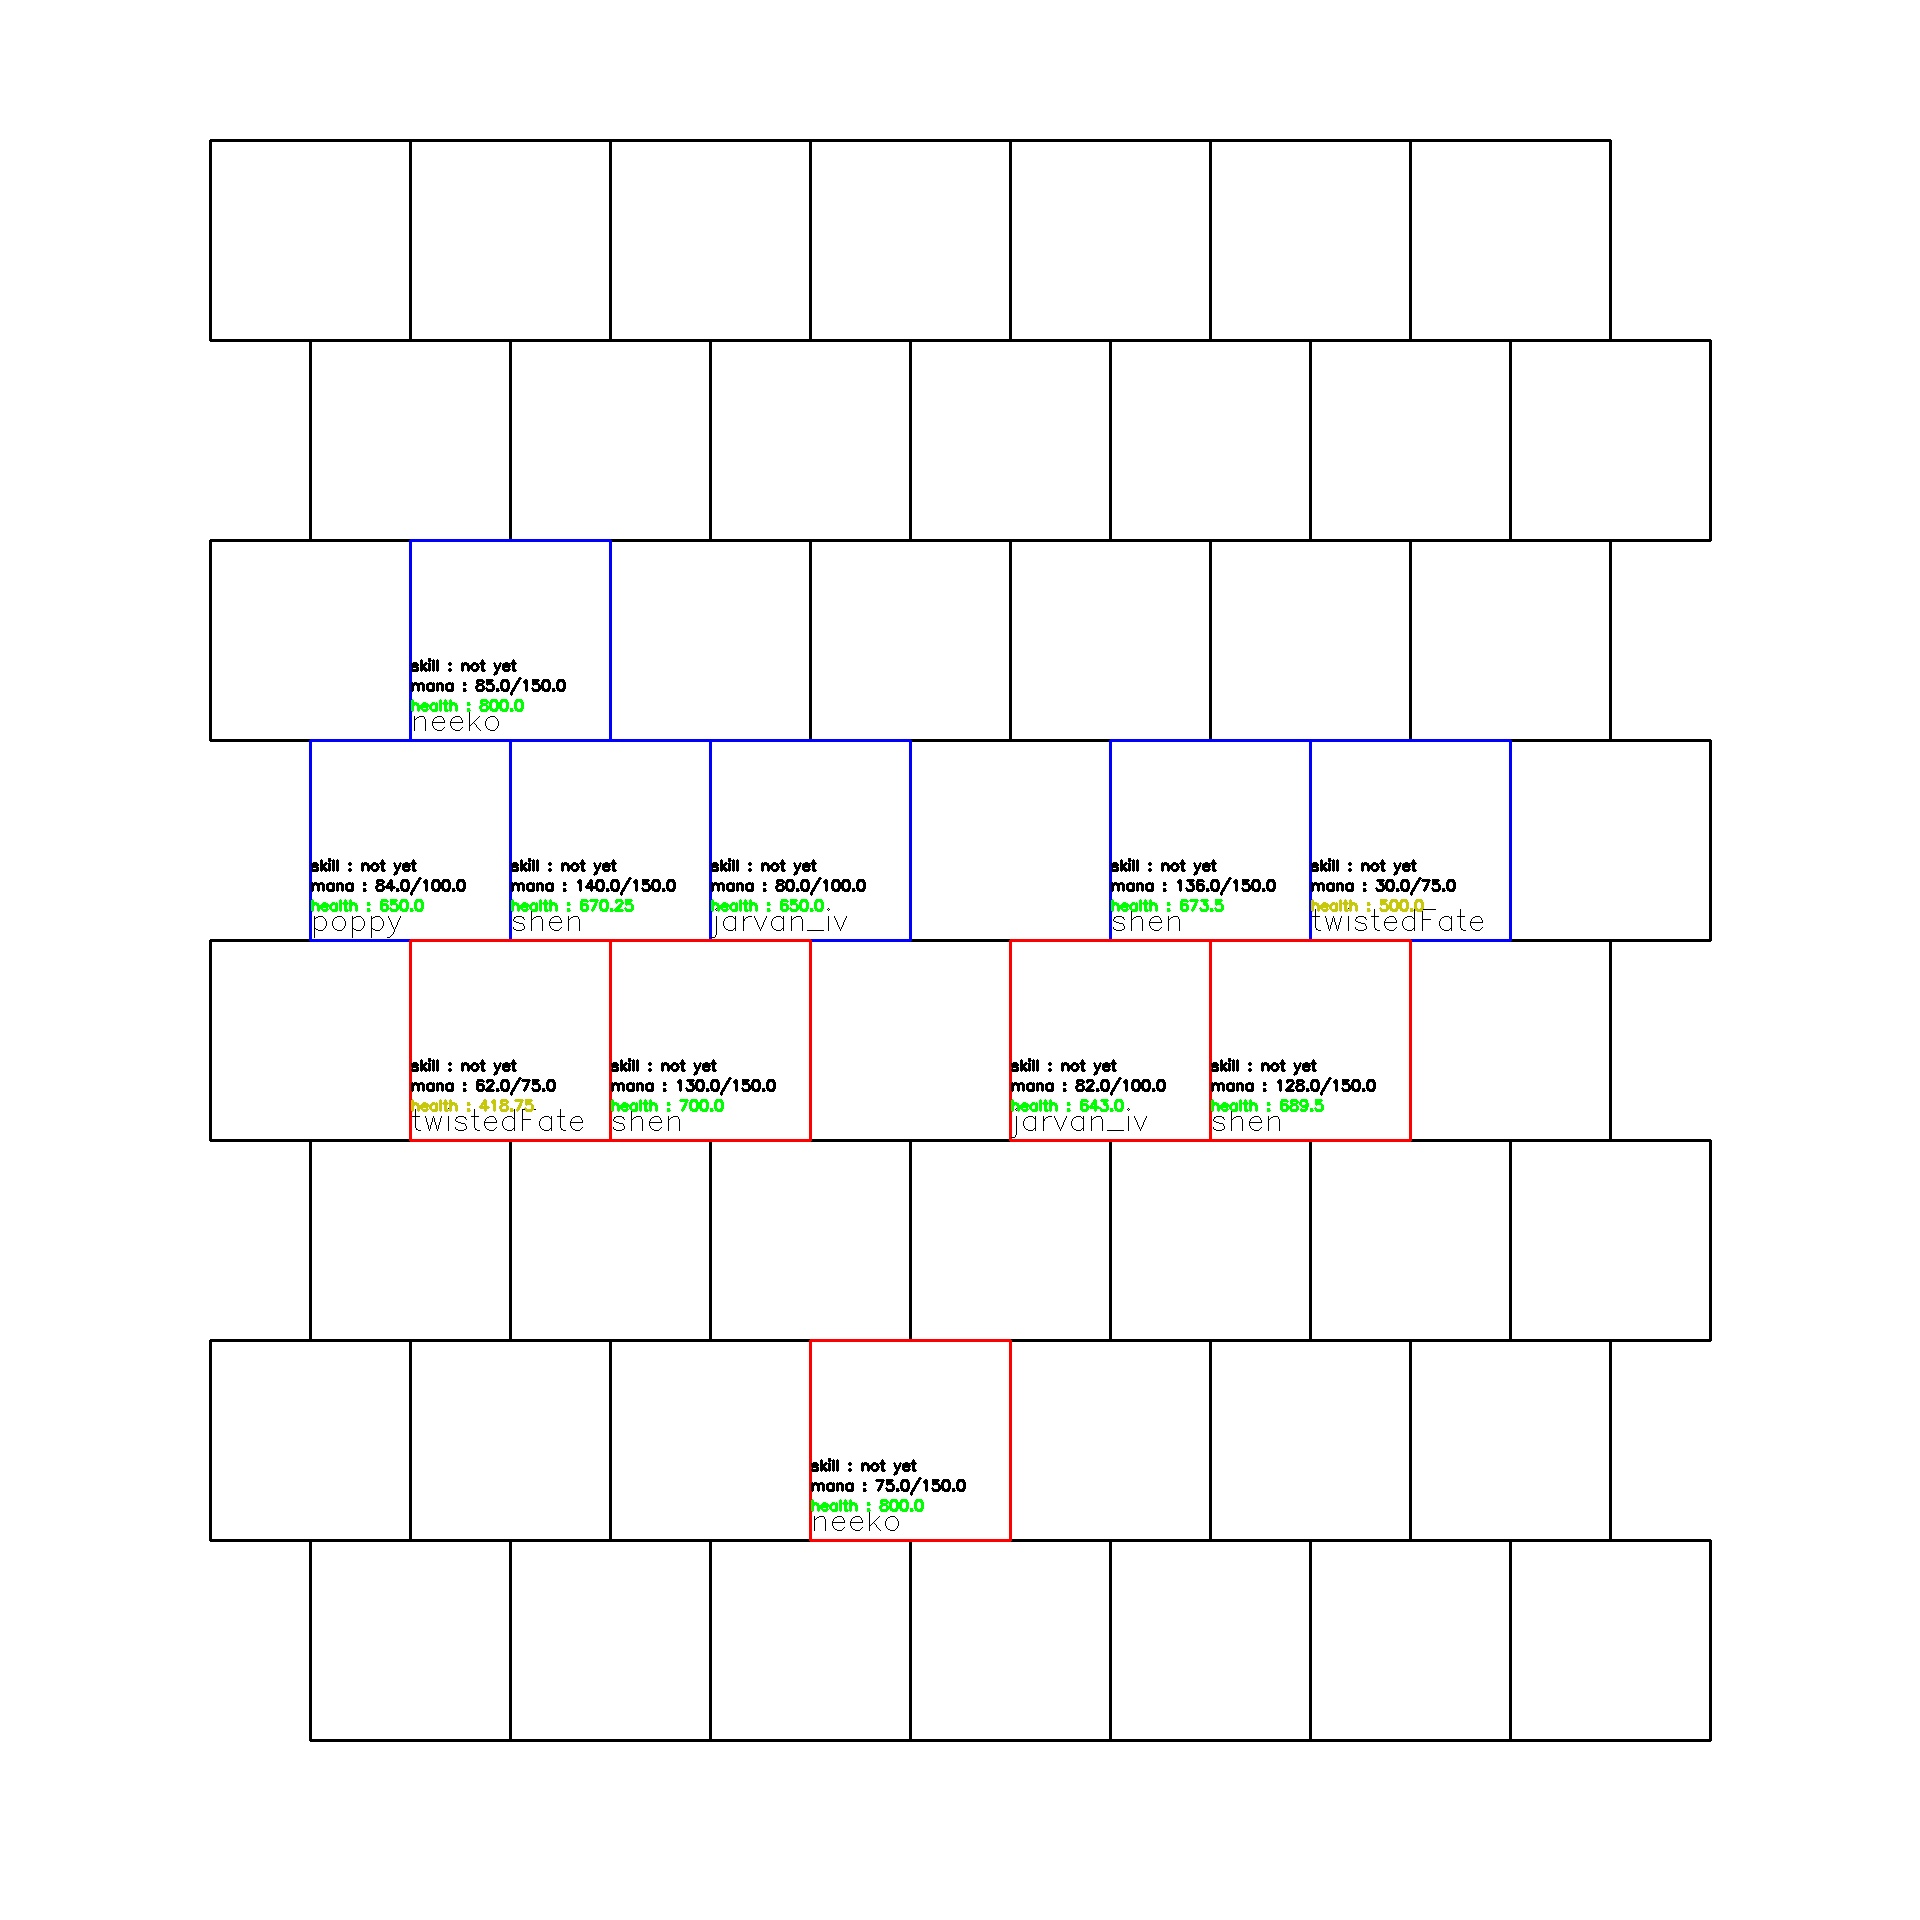 skill : not yet
mana : 85.0/150.0
health : 800.0
neeko
skill : not yet
mana : 84.0/100.0
health : 650.0
poppy
skill : not yet
mana : 140.0/150.0
health : 670.25
shen
skill : not yet
mana : 80.0/100.0
health : 650.0
jarvan_iv
skill : not yet
mana : 136.0/150.0
health : 673.5
shen
skill : not yet
mana : 30.0/75.0
health : 500.0
twistedFate
skill : not yet
mana : 62.0/75.0
health : 418.75
twistedFate
skill : not yet
mana : 130.0/150.0
health : 700.0
shen
skill : not yet
mana : 82.0/100.0
health : 643.0
jarvan_iv
skill : not yet
mana : 128.0/150.0
health : 689.5
shen
skill : not yet
mana : 75.0/150.0
health : 800.0
neeko